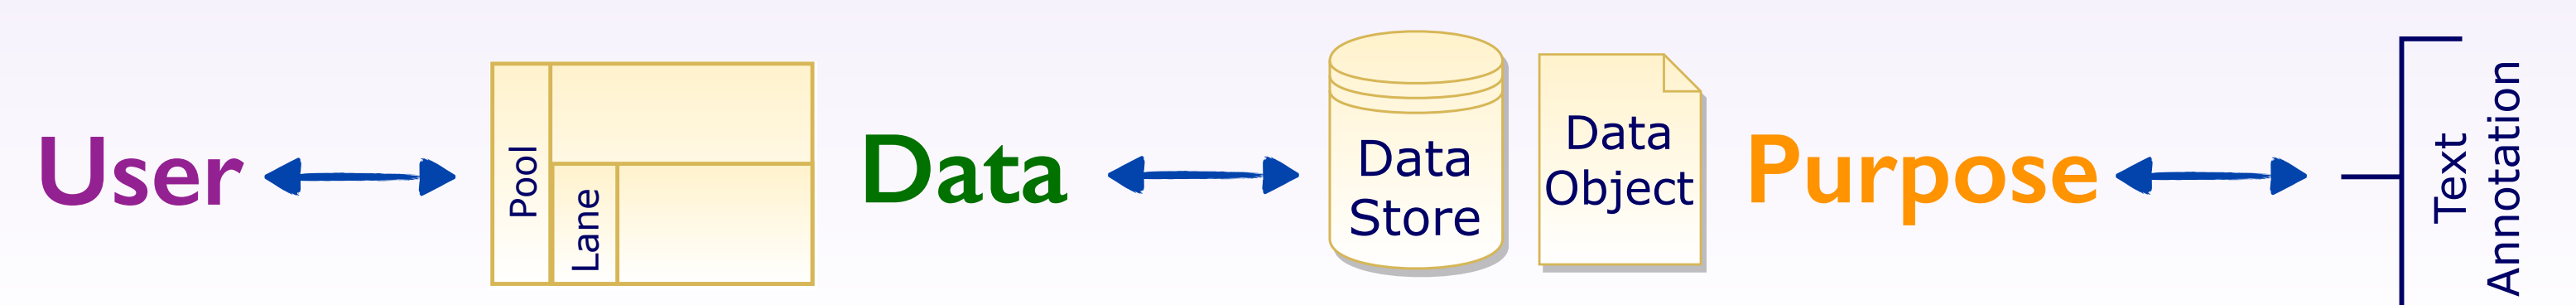 User
Pool
Lane
Data
Data
Store
Data
Object
Purpose
Text
Annotation